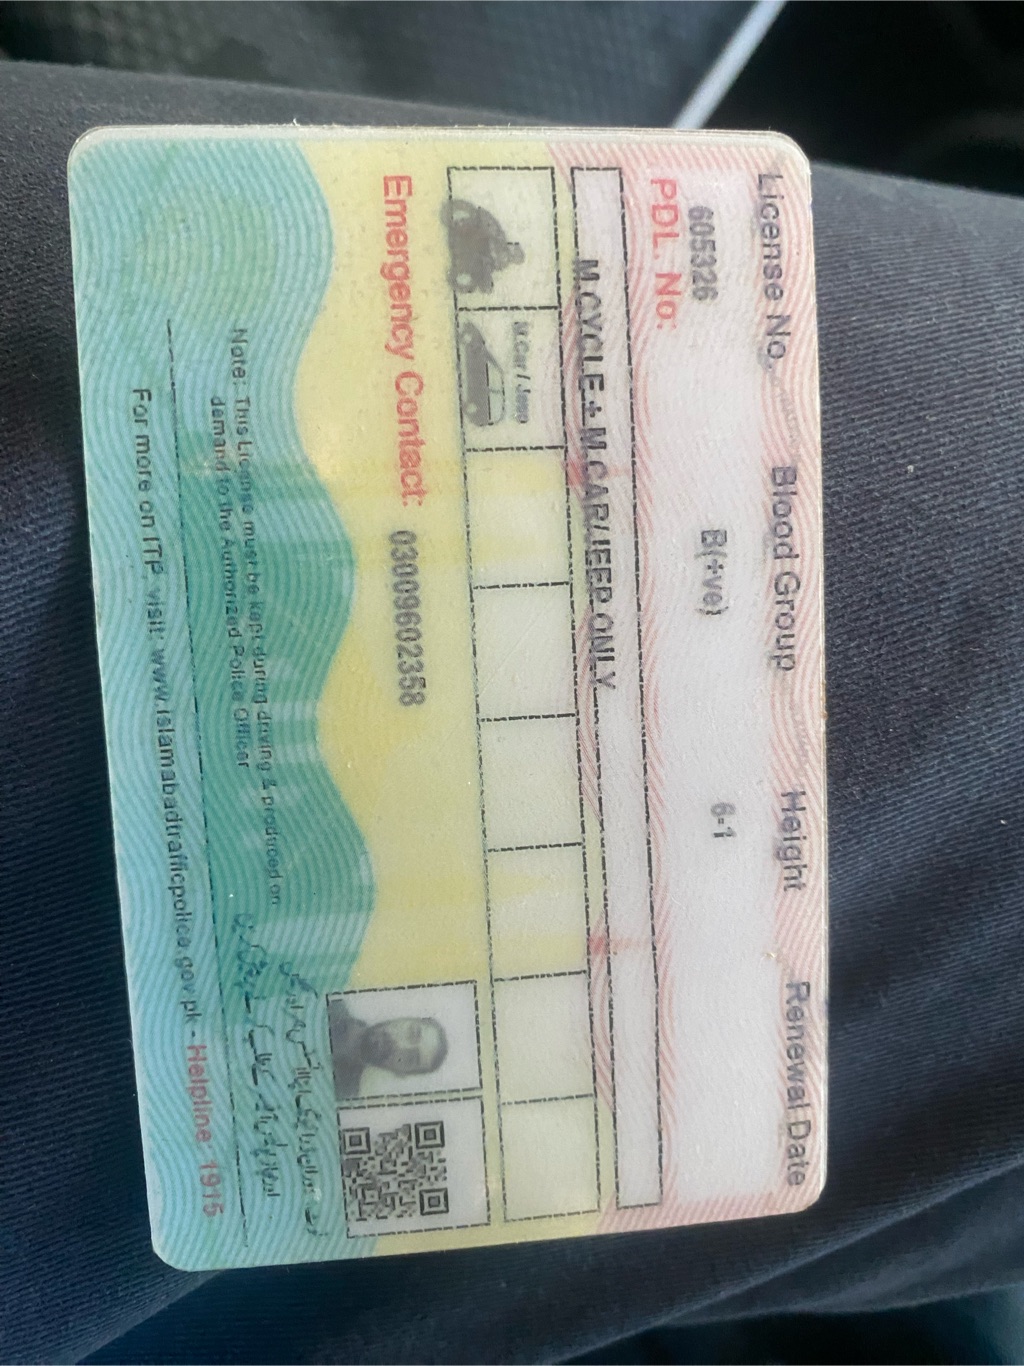 License No. Blood Group Height Renewal Date
605326 B(+ve) 6-1
PDL. No:
M.CYCLE + M.CAR/JEEP ONLY
M.Car / Jeep
Emergency Contact: 03009602358
Note: This License must be kept during driving & produced on
demand to the Authorized Police Officer
For more on ITP, visit: www.islamabadtrafficpolice.gov.pk - Helpline: 1915